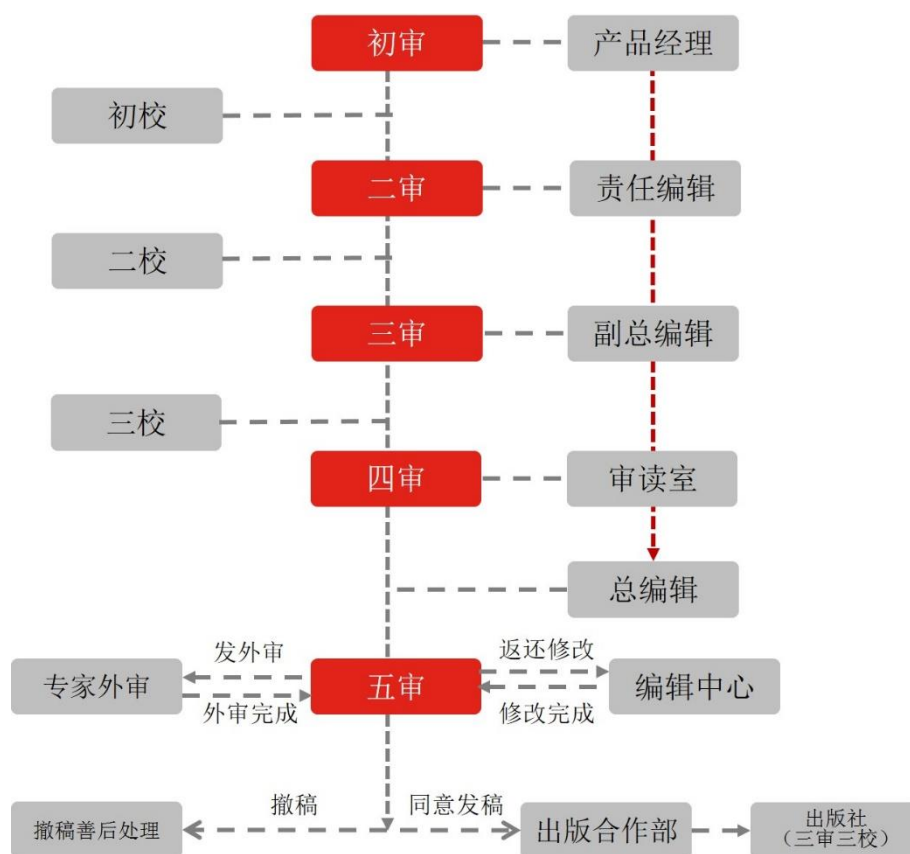 初审
产品经理
初校
二审
责任编辑
二校
三审
副总编辑
三校
四审
审读室
总编辑
发外审
返还修改
专家外审
五审
编辑中心
外审完成
修改完成
撤稿
同意发稿
撤稿善后处理
出版合作部
出版社
（三审三校）